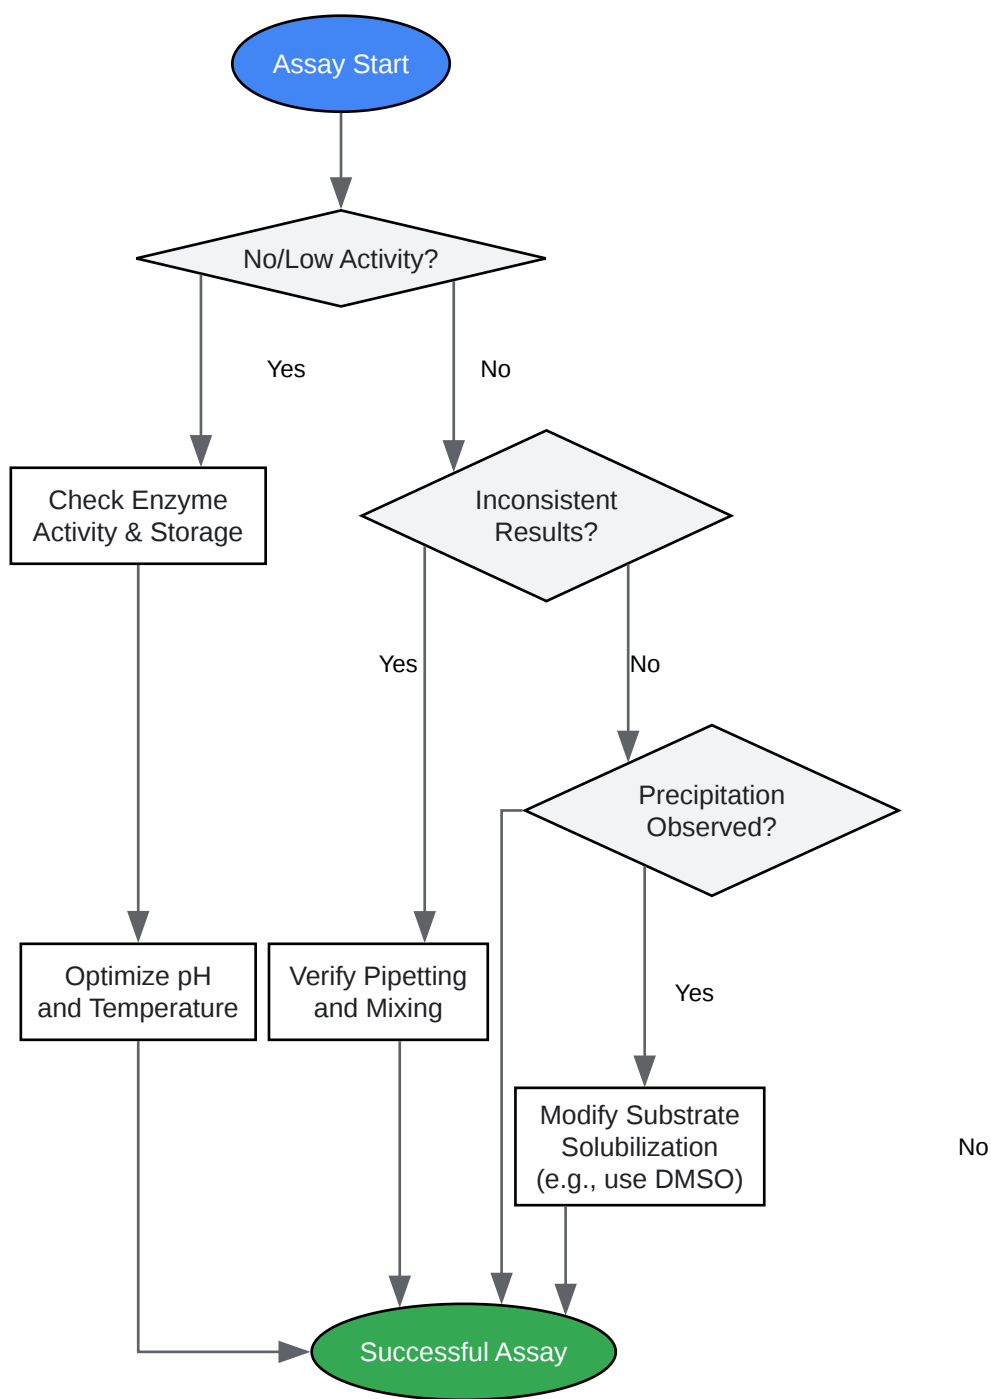 Assay Start
No/Low Activity?
Yes
No
Check Enzyme
Activity & Storage
Inconsistent
Results?
Yes
No
Precipitation
Observed?
Optimize pH
and Temperature
Verify Pipetting
and Mixing
Yes
Modify Substrate
Solubilization
(e.g., use DMSO)
No
Successful Assay